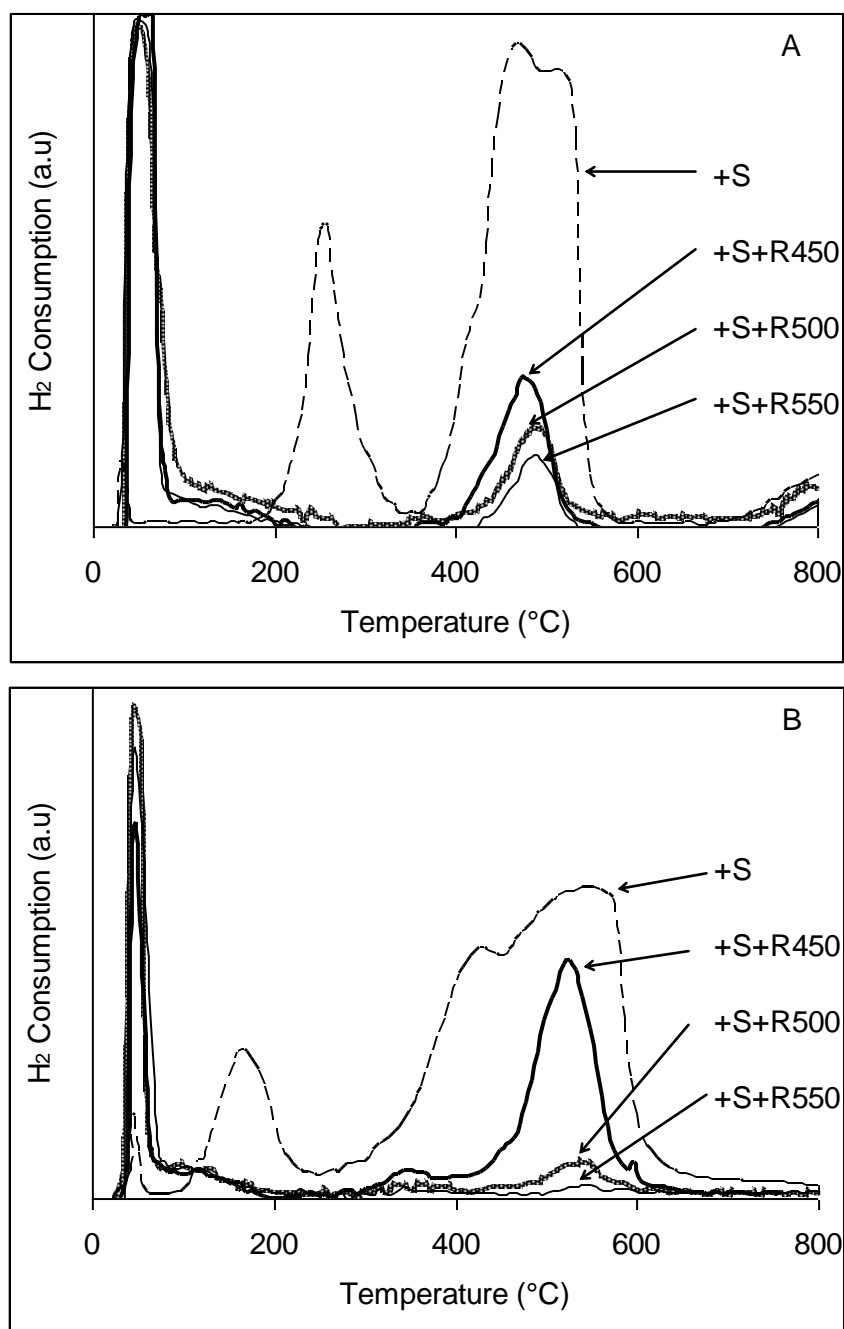 A
H2 Consumption (a.u)
+S
+S+R450
+S+R500
+S+R550
0 200 400 600 800
Temperature (°C)
B
H2 Consumption (a.u)
+S
+S+R450
+S+R500
+S+R550
0 200 400 600 800
Temperature (°C)